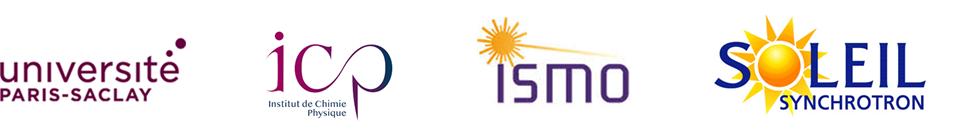 université
PARIS-SACLAY
icp
Institut de Chimie
Physique
ismo
SOLEIL
SYNCHROTRON